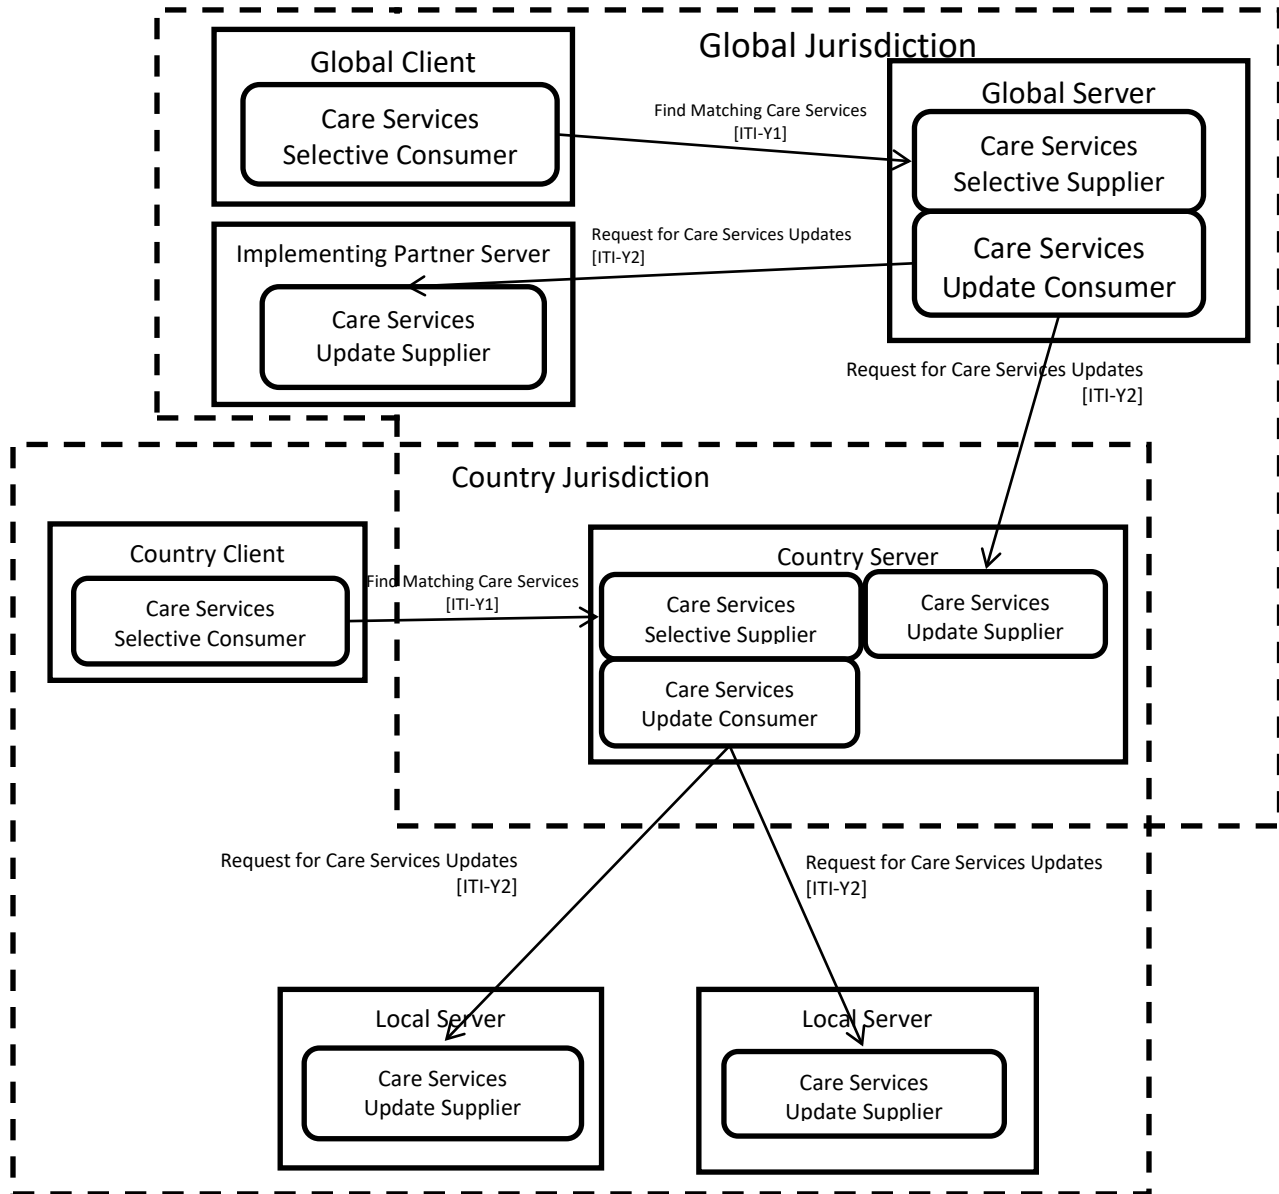 Global Jurisdiction
Global Client
Care Services
Selective Consumer
Find Matching Care Services
[ITI-Y1]
Global Server
Care Services
Selective Supplier
Care Services
Update Consumer
Implementing Partner Server
Care Services
Update Supplier
Request for Care Services Updates
[ITI-Y2]
Request for Care Services Updates
[ITI-Y2]
Country Jurisdiction
Country Client
Care Services
Selective Consumer
Find Matching Care Services
[ITI-Y1]
Country Server
Care Services
Selective Supplier
Care Services
Update Supplier
Care Services
Update Consumer
Request for Care Services Updates
[ITI-Y2]
Request for Care Services Updates
[ITI-Y2]
Local Server
Care Services
Update Supplier
Local Server
Care Services
Update Supplier